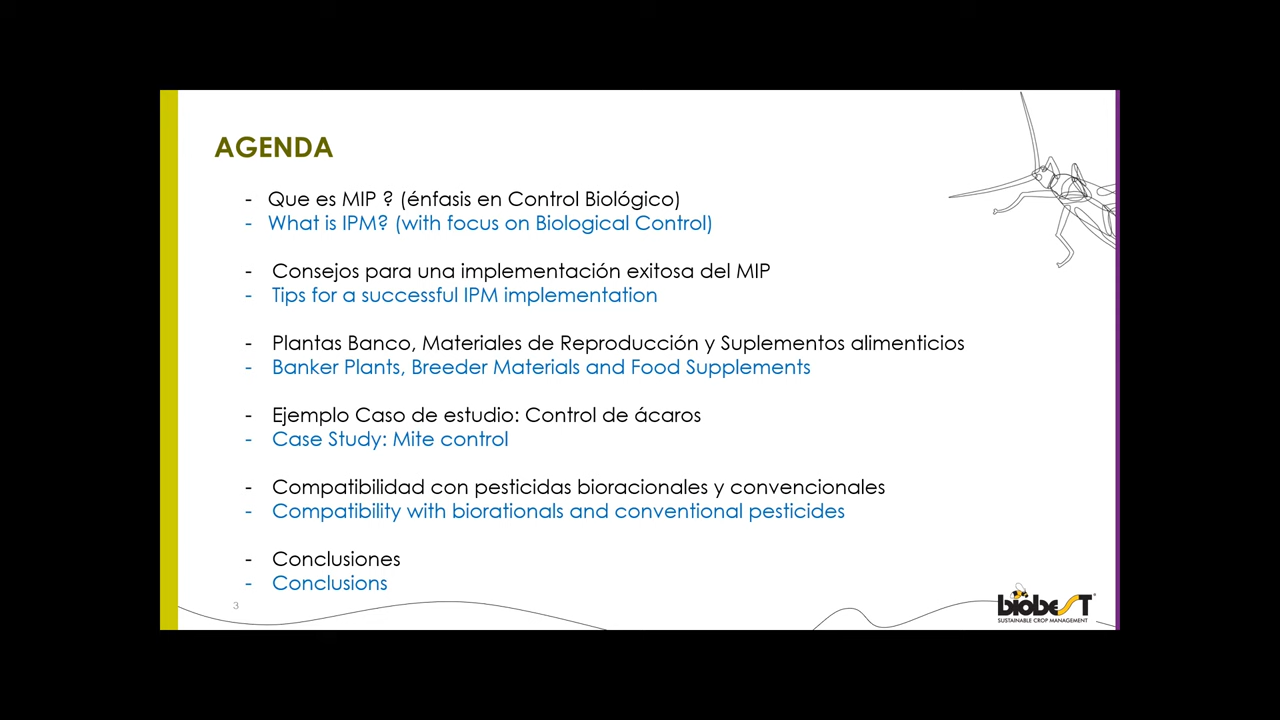 AGENDA
- Que es MIP ? (énfasis en Control Biológico)
- What is IPM? (with focus on Biological Control)
- Consejos para una implementación exitosa del MIP
- Tips for a successful IPM implementation
- Plantas Banco, Materiales de Reproducción y Suplementos alimenticios
- Banker Plants, Breeder Materials and Food Supplements
- Ejemplo Caso de estudio: Control de ácaros
- Case Study: Mite control
- Compatibilidad con pesticidas bioracionales y convencionales
- Compatibility with biorationals and conventional pesticides
- Conclusiones
- Conclusions
3
biobest
SUSTAINABLE CROP MANAGEMENT